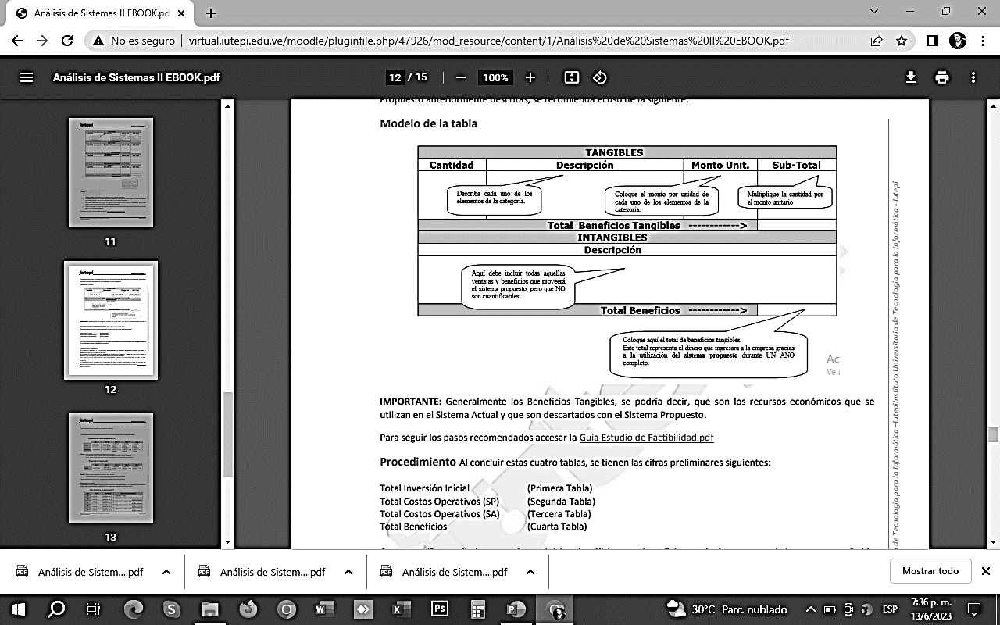 Análisis de Sistemas II EBOOK.pd
No es seguro
virtual.iutepi.edu.ve/moodle/pluginfile.php/47926/mod_resource/content/1/Análisis%20de%20Sistemas%20II%20EBOOK.pdf
Análisis de Sistemas II EBOOK.pdf
12 / 15
100%
11
12
13
Propuesto anteriormente descritas, se recomienda el uso de la siguiente:
Modelo de la tabla
TANGIBLES
Cantidad Descripción Monto Unit. Sub-Total
Describa cada uno de los
elementos de la categoría.
Coloque el monto por unidad de
cada uno de los elementos de la
categoría.
Multiplique la cantidad por
el monto unitario
Total Beneficios Tangibles ------------>
INTANGIBLES
Descripción
Aquí debe incluir todas aquellas
ventajas y beneficios que proveerá
el sistema propuesto, pero que NO
son cuantificables.
Total Beneficios ------------>
Coloque aquí el total de beneficios tangibles.
Este total representa el dinero que ingresara a la empresa gracias
a la utilización del sistema propuesto durante UN AÑO
completo.
Ac
Ve
IMPORTANTE: Generalmente los Beneficios Tangibles, se podría decir, que son los recursos económicos que se
utilizan en el Sistema Actual y que son descartados con el Sistema Propuesto.
Para seguir los pasos recomendados accesar la Guía Estudio de Factibilidad.pdf
Procedimiento Al concluir estas cuatro tablas, se tienen las cifras preliminares siguientes:
Total Inversión Inicial (Primera Tabla)
Total Costos Operativos (SP) (Segunda Tabla)
Total Costos Operativos (SA) (Tercera Tabla)
Total Beneficios (Cuarta Tabla)
de Tecnología para la Informática –IutepiInstituto Universitario de Tecnología para la Informática - Iutepi
Análisis de Sistem....pdf
Análisis de Sistem....pdf
Análisis de Sistem....pdf
Mostrar todo
30°C Parc. nublado
ESP
7:36 p. m.
13/6/2023